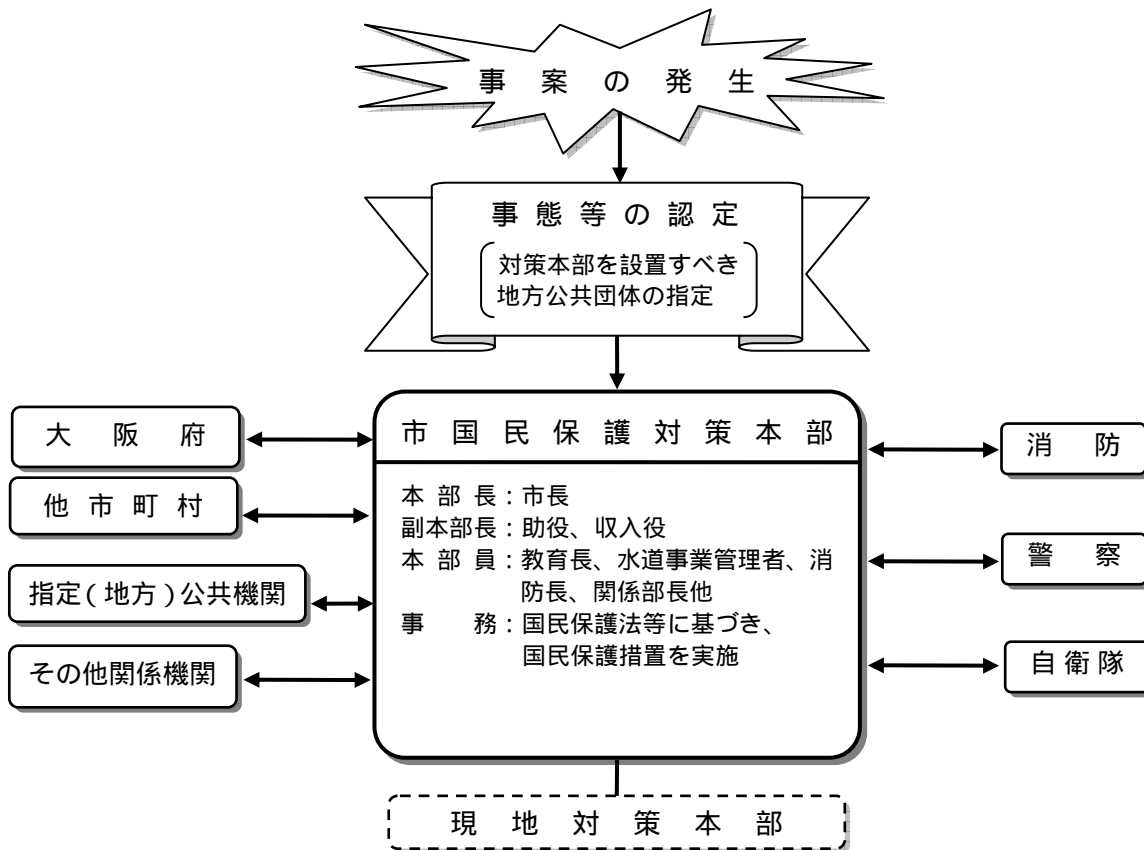 事案の発生
事態等の認定
対策本部を設置すべき
地方公共団体の指定
市国民保護対策本部
本部長：市長
副本部長：助役、収入役
本部員：教育長、水道事業管理者、消
防長、関係部長他
事務：国民保護法等に基づき、
国民保護措置を実施
大阪府
他市町村
指定（地方）公共機関
その他関係機関
消防
警察
自衛隊
現地対策本部